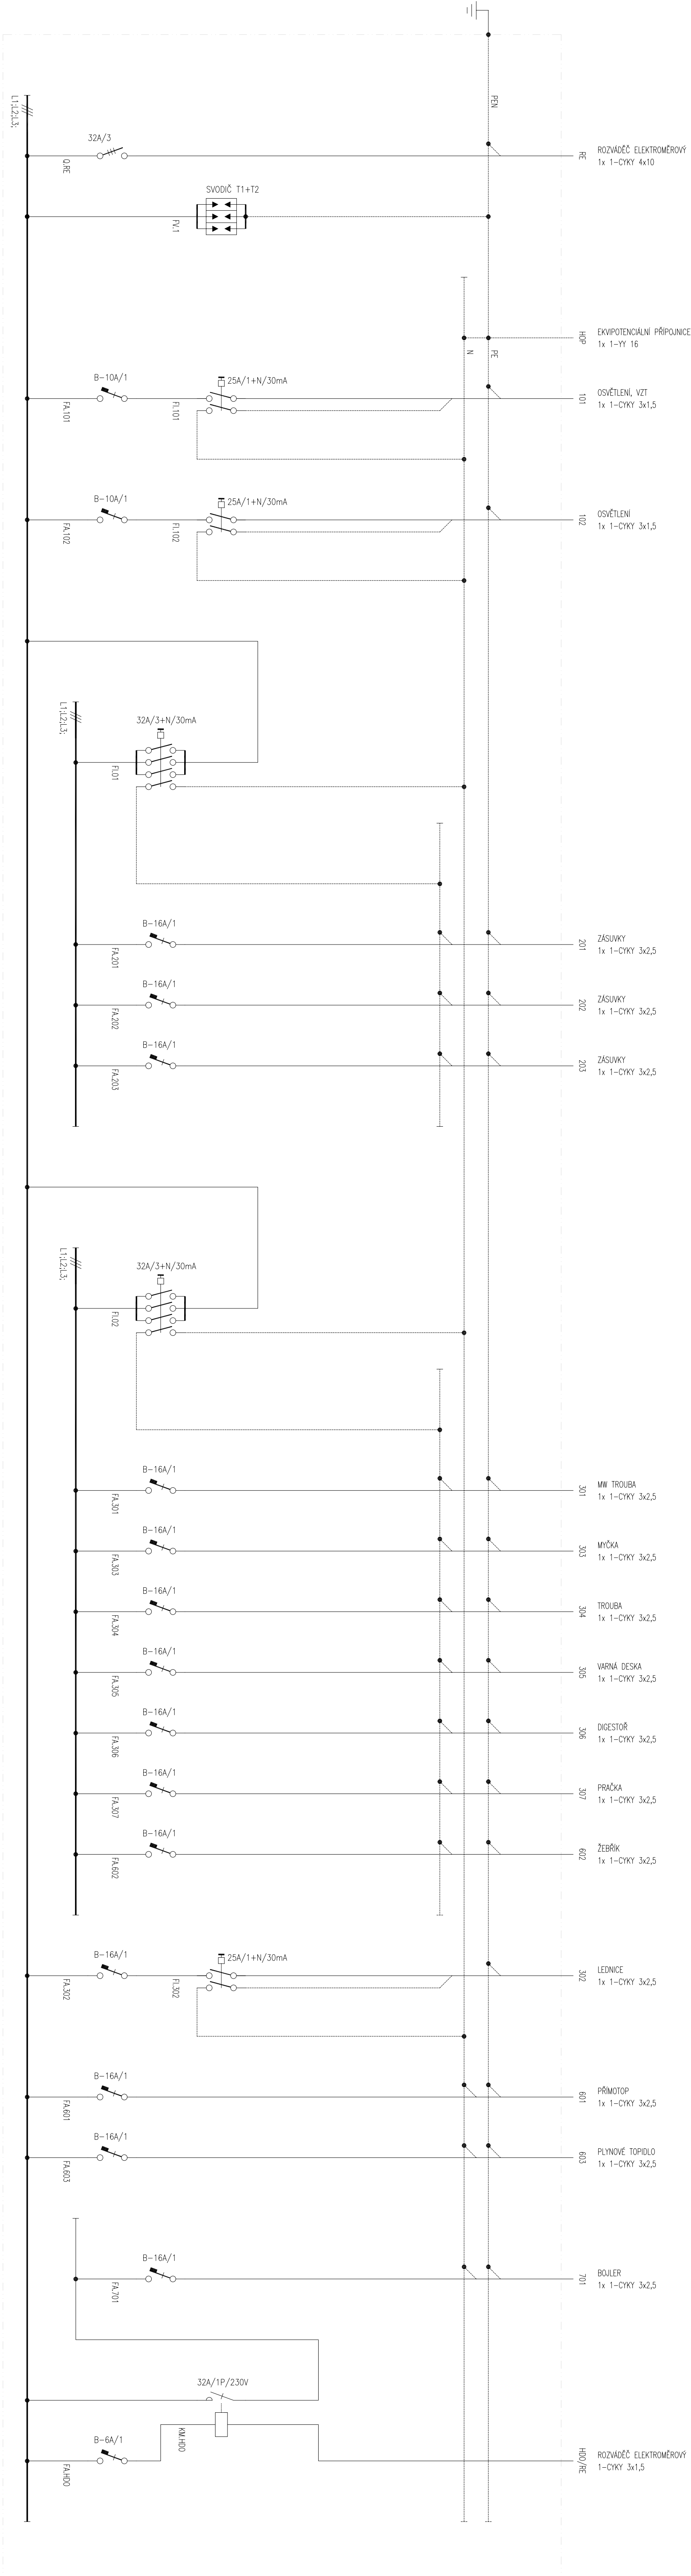 PEN
L1;L2;L3;
32A/3
Q.RE
RE
ROZVÁDĚČ ELEKTROMĚROVÝ
1x 1-CYKY 4x10
SVODIČ T1+T2
FV.1
HOP
EKVIPOTENCIÁLNÍ PŘÍPOJNICE
1x 1-YY 16
N
PE
B-10A/1
FA.101
25A/1+N/30mA
FI.101
101
OSVĚTLENÍ, VZT
1x 1-CYKY 3x1,5
B-10A/1
FA.102
25A/1+N/30mA
FI.102
102
OSVĚTLENÍ
1x 1-CYKY 3x1,5
L1;L2;L3;
32A/3+N/30mA
FI.01
B-16A/1
FA.201
201
ZÁSUVKY
1x 1-CYKY 3x2,5
B-16A/1
FA.202
202
ZÁSUVKY
1x 1-CYKY 3x2,5
B-16A/1
FA.203
203
ZÁSUVKY
1x 1-CYKY 3x2,5
L1;L2;L3;
32A/3+N/30mA
FI.02
B-16A/1
FA.301
301
MW TROUBA
1x 1-CYKY 3x2,5
B-16A/1
FA.303
303
MYČKA
1x 1-CYKY 3x2,5
B-16A/1
FA.304
304
TROUBA
1x 1-CYKY 3x2,5
B-16A/1
FA.305
305
VARNÁ DESKA
1x 1-CYKY 3x2,5
B-16A/1
FA.306
306
DIGESTOŘ
1x 1-CYKY 3x2,5
B-16A/1
FA.307
307
PRAČKA
1x 1-CYKY 3x2,5
B-16A/1
FA.602
602
ŽEBŘÍK
1x 1-CYKY 3x2,5
B-16A/1
FA.302
25A/1+N/30mA
FI.302
302
LEDNICE
1x 1-CYKY 3x2,5
B-16A/1
FA.601
601
PŘÍMOTOP
1x 1-CYKY 3x2,5
B-16A/1
FA.603
603
PLYNOVÉ TOPIDLO
1x 1-CYKY 3x2,5
B-16A/1
FA.701
701
BOJLER
1x 1-CYKY 3x2,5
32A/1P/230V
KM.HDO
B-6A/1
FA.HDO
HDO/RE
ROZVÁDĚČ ELEKTROMĚROVÝ
1-CYKY 3x1,5